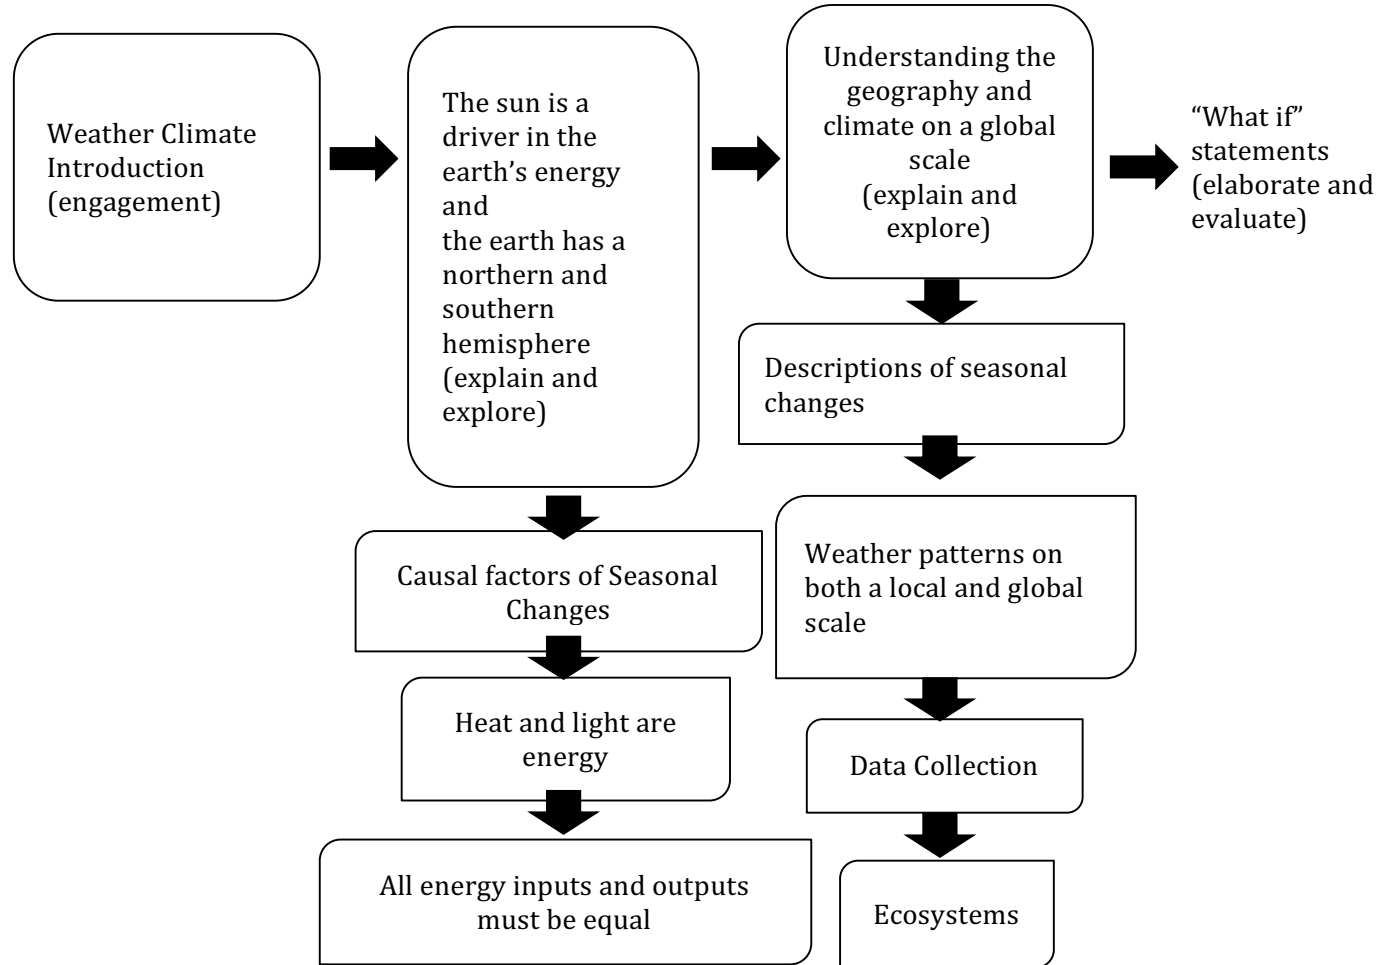 Weather Climate
Introduction
(engagement)
The sun is a
driver in the
earth’s energy
and
the earth has a
northern and
southern
hemisphere
(explain and
explore)
Understanding the
geography and
climate on a global
scale
(explain and
explore)
“What if”
statements
(elaborate and
evaluate)
Causal factors of Seasonal
Changes
Heat and light are
energy
All energy inputs and outputs
must be equal
Descriptions of seasonal
changes
Weather patterns on
both a local and global
scale
Data Collection
Ecosystems